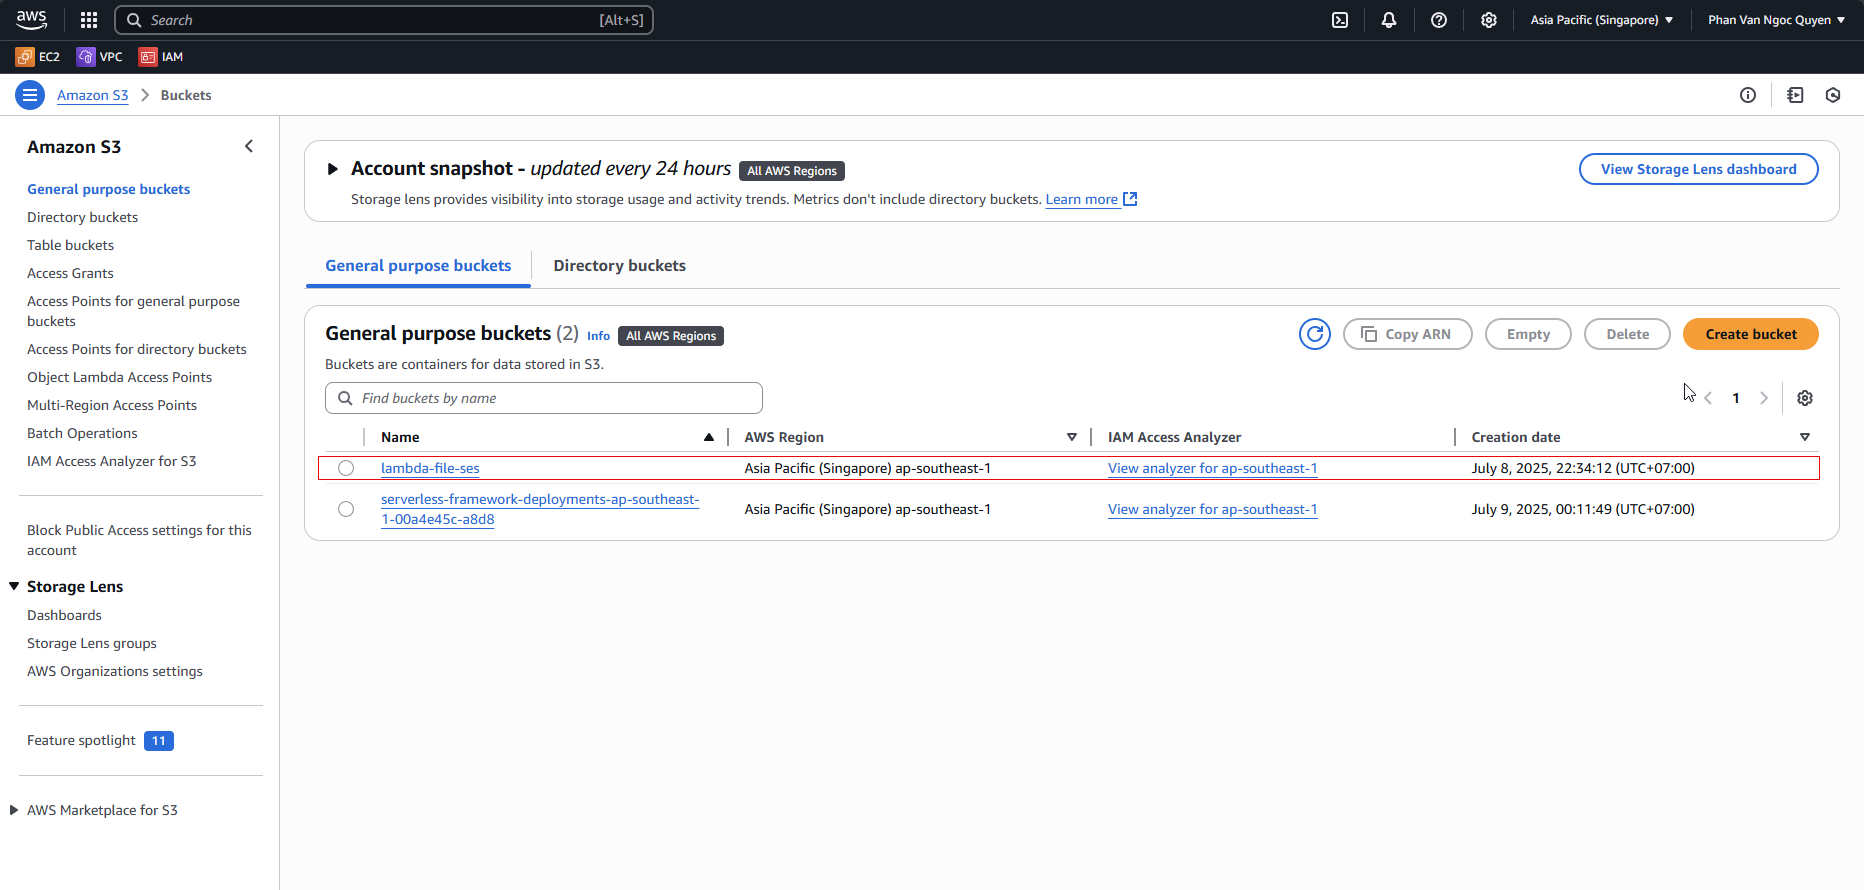 aws
Search [Alt+S]
Asia Pacific (Singapore)
Phan Van Ngoc Quyen
EC2 VPC IAM
Amazon S3 Buckets
Amazon S3
General purpose buckets
Directory buckets
Table buckets
Access Grants
Access Points for general purpose
buckets
Access Points for directory buckets
Object Lambda Access Points
Multi-Region Access Points
Batch Operations
IAM Access Analyzer for S3
Block Public Access settings for this
account
Storage Lens
Dashboards
Storage Lens groups
AWS Organizations settings
Feature spotlight 11
AWS Marketplace for S3
Account snapshot - updated every 24 hours All AWS Regions
View Storage Lens dashboard
Storage lens provides visibility into storage usage and activity trends. Metrics don't include directory buckets. Learn more
General purpose buckets Directory buckets
General purpose buckets (2) Info All AWS Regions
Copy ARN Empty Delete Create bucket
Buckets are containers for data stored in S3.
Find buckets by name
1
Name AWS Region IAM Access Analyzer Creation date
lambda-file-ses Asia Pacific (Singapore) ap-southeast-1 View analyzer for ap-southeast-1 July 8, 2025, 22:34:12 (UTC+07:00)
serverless-framework-deployments-ap-southeast-
1-00a4e45c-a8d8 Asia Pacific (Singapore) ap-southeast-1 View analyzer for ap-southeast-1 July 9, 2025, 00:11:49 (UTC+07:00)